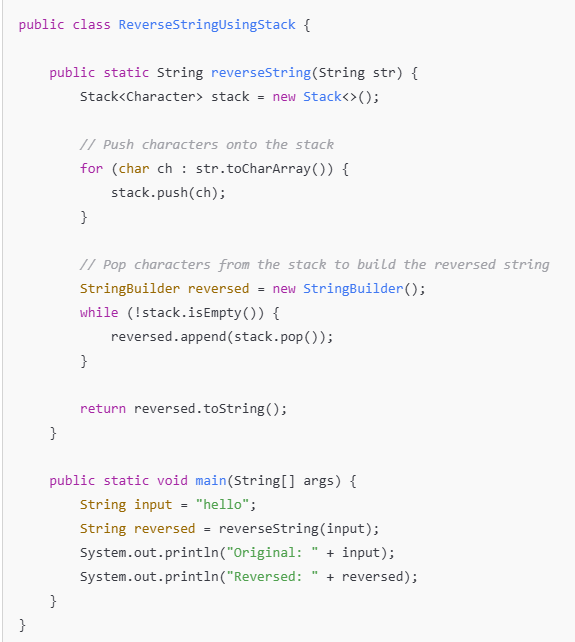 public class ReverseStringUsingStack {

    public static String reverseString(String str) {
        Stack<Character> stack = new Stack<>();

        // Push characters onto the stack
        for (char ch : str.toCharArray()) {
            stack.push(ch);
        }

        // Pop characters from the stack to build the reversed string
        StringBuilder reversed = new StringBuilder();
        while (!stack.isEmpty()) {
            reversed.append(stack.pop());
        }

        return reversed.toString();
    }

    public static void main(String[] args) {
        String input = "hello";
        String reversed = reverseString(input);
        System.out.println("Original: " + input);
        System.out.println("Reversed: " + reversed);
    }
}